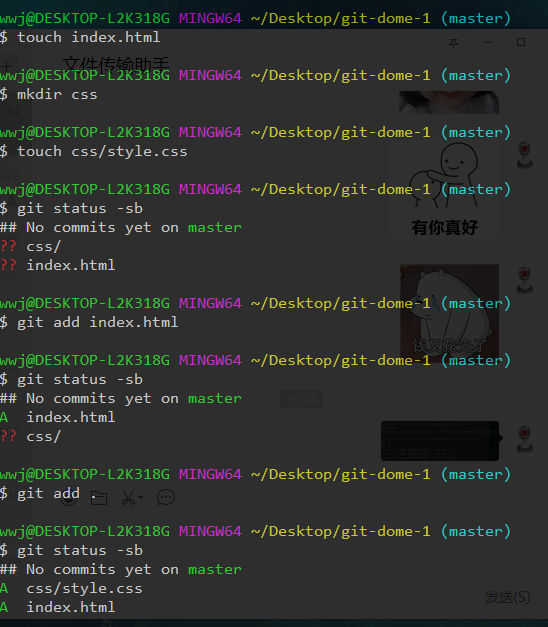 wwj@DESKTOP-L2K318G MINGW64 ~/Desktop/git-dome-1 (master)
$ touch index.html
文件传输助手
wwj@DESKTOP-L2K318G MINGW64 ~/Desktop/git-dome-1 (master)
$ mkdir css
wwj@DESKTOP-L2K318G MINGW64 ~/Desktop/git-dome-1 (master)
$ touch css/style.css
wwj@DESKTOP-L2K318G MINGW64 ~/Desktop/git-dome-1 (master)
$ git status -sb
## No commits yet on master
有你真好
?? css/
?? index.html
wwj@DESKTOP-L2K318G MINGW64 ~/Desktop/git-dome-1 (master)
$ git add index.html
wwj@DESKTOP-L2K318G MINGW64 ~/Desktop/git-dome-1 (master)
$ git status -sb
## No commits yet on master
A  index.html
?? css/
wwj@DESKTOP-L2K318G MINGW64 ~/Desktop/git-dome-1 (master)
$ git add .
wwj@DESKTOP-L2K318G MINGW64 ~/Desktop/git-dome-1 (master)
$ git status -sb
## No commits yet on master
A  css/style.css
发送(S)
A  index.html